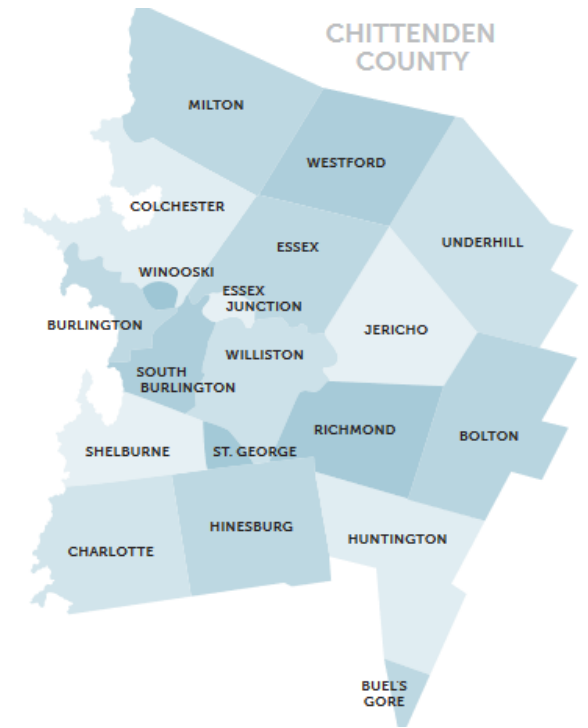 CHITTENDEN
COUNTY
MILTON
WESTFORD
COLCHESTER
UNDERHILL
ESSEX
WINOOSKI
ESSEX
JUNCTION
BURLINGTON
JERICHO
WILLISTON
SOUTH
BURLINGTON
RICHMOND
BOLTON
SHELBURNE
ST. GEORGE
HINESBURG
HUNTINGTON
CHARLOTTE
BUEL'S
GORE